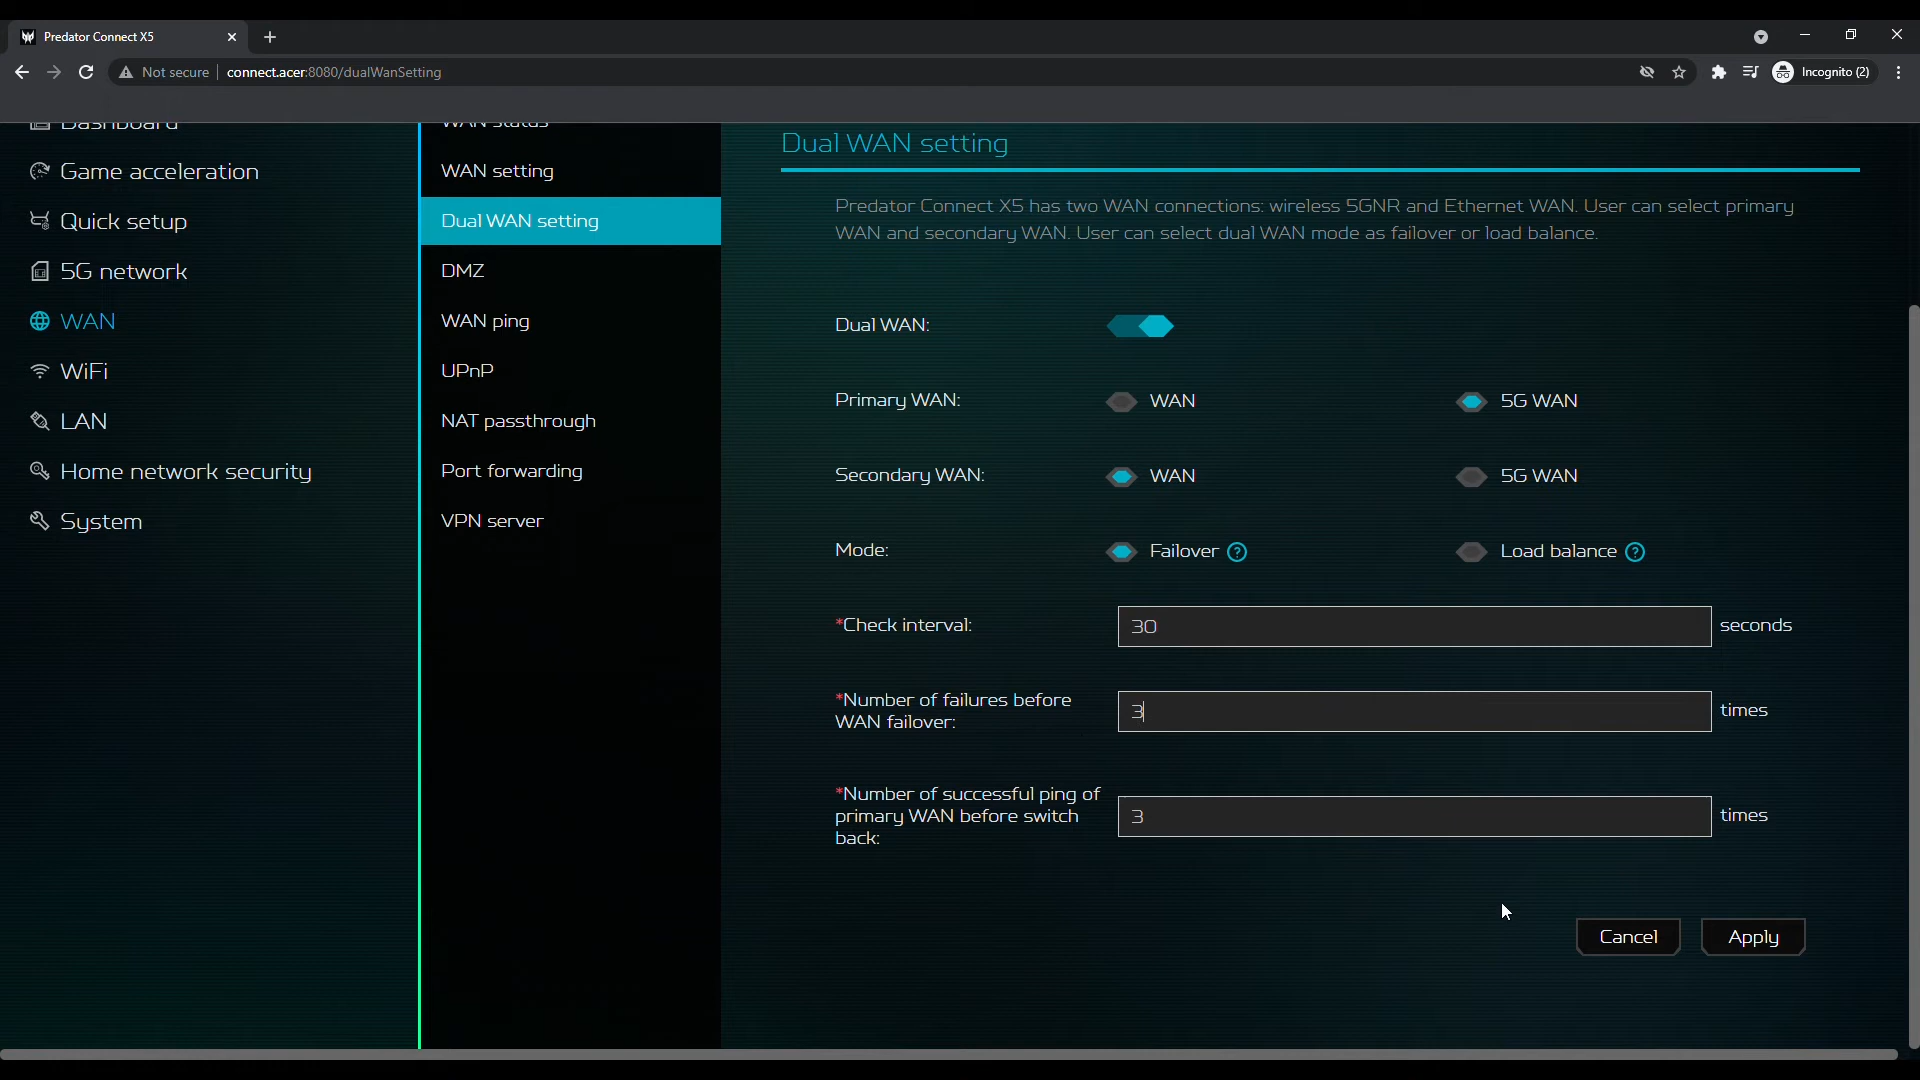 Predator Connect X5
Not secure connect.acer:8080/dualWanSetting
Incognito (2)
Dashboard
Game acceleration
Quick setup
5G network
WAN
WiFi
LAN
Home network security
System
WAN status
WAN setting
Dual WAN setting
DMZ
WAN ping
UPnP
NAT passthrough
Port forwarding
VPN server
Dual WAN setting
Predator Connect X5 has two WAN connections: wireless 5GNR and Ethernet WAN. User can select primary
WAN and secondary WAN. User can select dual WAN mode as failover or load balance.
Dual WAN:
Primary WAN: WAN 5G WAN
Secondary WAN: WAN 5G WAN
Mode: Failover ? Load balance ?
*Check interval: 30 seconds
*Number of failures before
WAN failover: 3 times
*Number of successful ping of
primary WAN before switch
back: 3 times
Cancel Apply